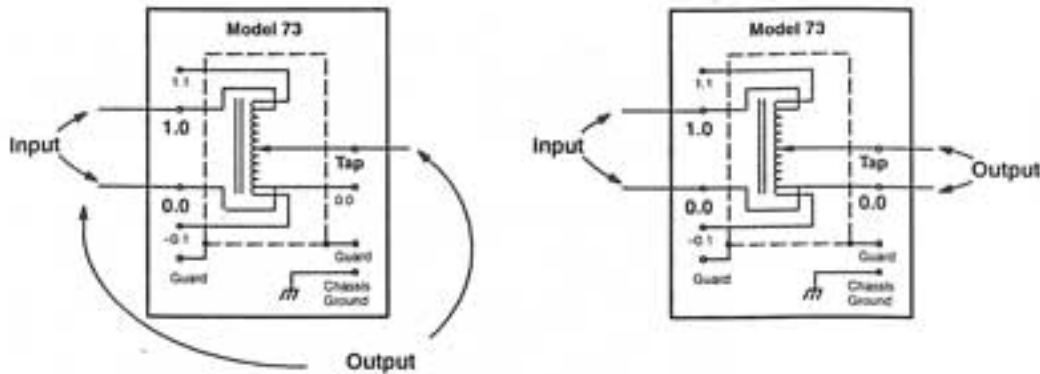 Model 73
1.1
1.0
Input
Tap
0.0
0.0
-0.1
Guard
Guard
Chassis
Ground
Output
Model 73
1.1
1.0
Input
Tap
Output
0.0
0.0
-0.1
Guard
Guard
Chassis
Ground